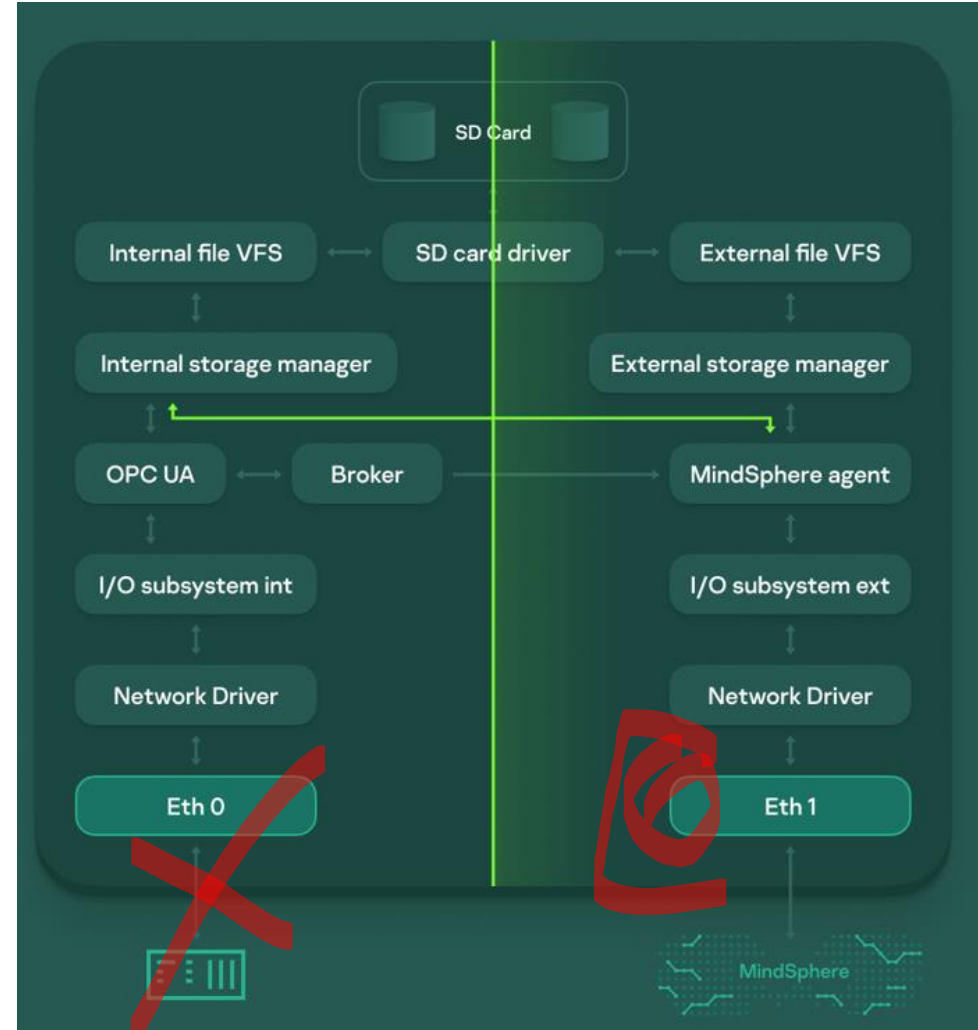 SD Card
Internal file VFS
SD card driver
External file VFS
Internal storage manager
External storage manager
OPC UA
Broker
MindSphere agent
I/O subsystem int
I/O subsystem ext
Network Driver
Network Driver
Eth 0
Eth 1
MindSphere